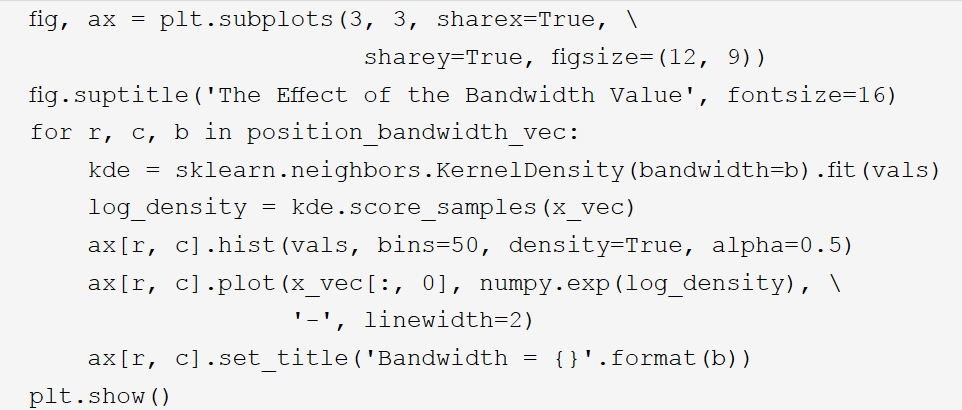 fig, ax = plt.subplots(3, 3, sharex=True, \
sharey=True, figsize=(12, 9))
fig.suptitle('The Effect of the Bandwidth Value', fontsize=16)
for r, c, b in position_bandwidth_vec:
    kde = sklearn.neighbors.KernelDensity(bandwidth=b).fit(vals)
    log_density = kde.score_samples(x_vec)
    ax[r, c].hist(vals, bins=50, density=True, alpha=0.5)
    ax[r, c].plot(x_vec[:, 0], numpy.exp(log_density), \
                  '-', linewidth=2)
    ax[r, c].set_title('Bandwidth = {}'.format(b))
plt.show()